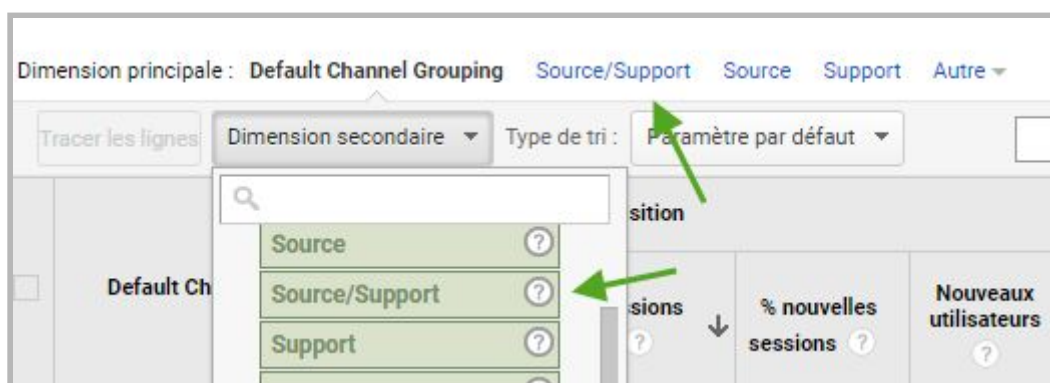 Dimension principale : Default Channel Grouping Source/Support Source Support Autre
Tracer les lignes Dimension secondaire Type de tri : Paramètre par défaut
sition
Source ?
Default Ch Source/Support ? ssions ? % nouvelles sessions ? Nouveaux utilisateurs ?
Support ?